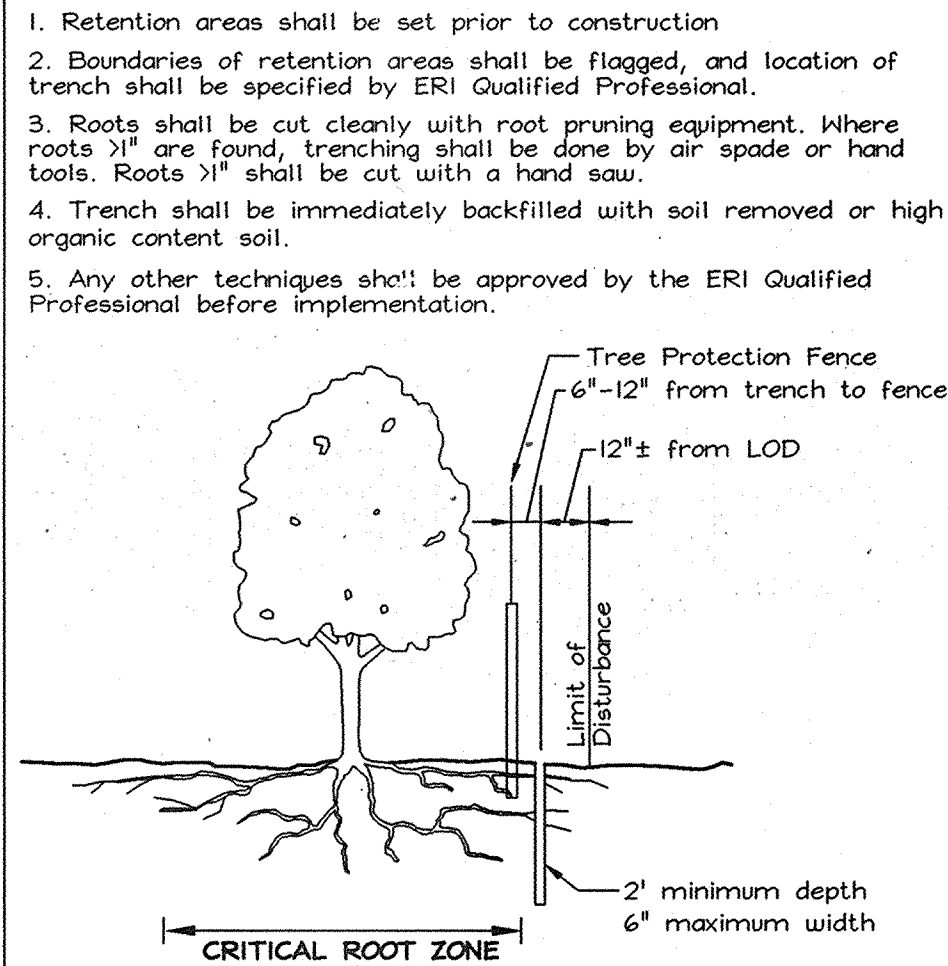 1. Retention areas shall be set prior to construction
2. Boundaries of retention areas shall be flagged, and location of
trench shall be specified by ERI Qualified Professional.
3. Roots shall be cut cleanly with root pruning equipment. Where
roots >1" are found, trenching shall be done by air spade or hand
tools. Roots >1" shall be cut with a hand saw.
4. Trench shall be immediately backfilled with soil removed or high
organic content soil.
5. Any other techniques shall be approved by the ERI Qualified
Professional before implementation.
Tree Protection Fence
6"-12" from trench to fence
12"± from LOD
Limit of
Disturbance
2' minimum depth
6" maximum width
CRITICAL ROOT ZONE